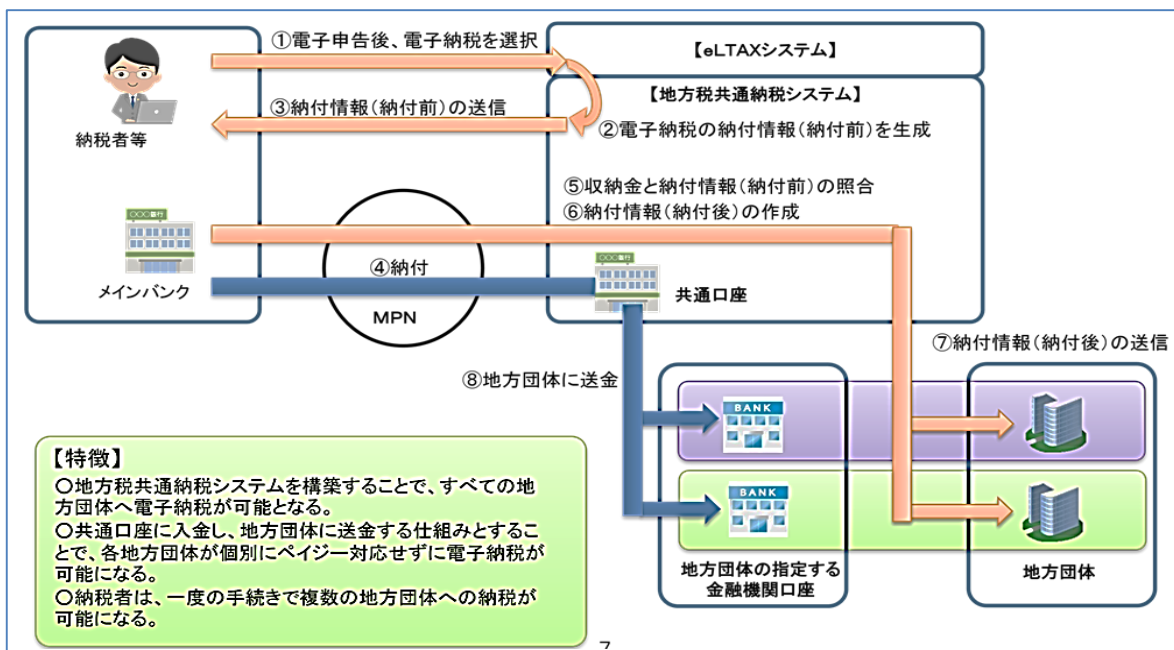 ①電子申告後、電子納税を選択
【eLTAXシステム】
【地方税共通納税システム】
③納付情報(納付前)の送信
②電子納税の納付情報(納付前)を生成
納税者等
⑤収納金と納付情報(納付前)の照合
⑥納付情報(納付後)の作成
〇〇〇銀行
④納付
〇〇〇銀行
メインバンク
共通口座
MPN
⑦納付情報(納付後)の送信
⑧地方団体に送金
BANK
【特徴】
〇地方税共通納税システムを構築することで、すべての地
方団体へ電子納税が可能となる。
〇共通口座に入金し、地方団体に送金する仕組みとするこ
とで、各地方団体が個別にペイジー対応せずに電子納税が
可能になる。
〇納税者は、一度の手続きで複数の地方団体への納税が
可能になる。
BANK
地方団体の指定する
金融機関口座
地方団体
7